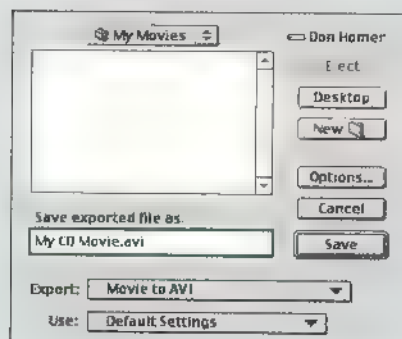 My Movies
Don Homer
Eject
Desktop
New
Options...
Cancel
Save exported file as.
My CD Movie.avi
Save
Export: Movie to AVI
Use: Default Settings